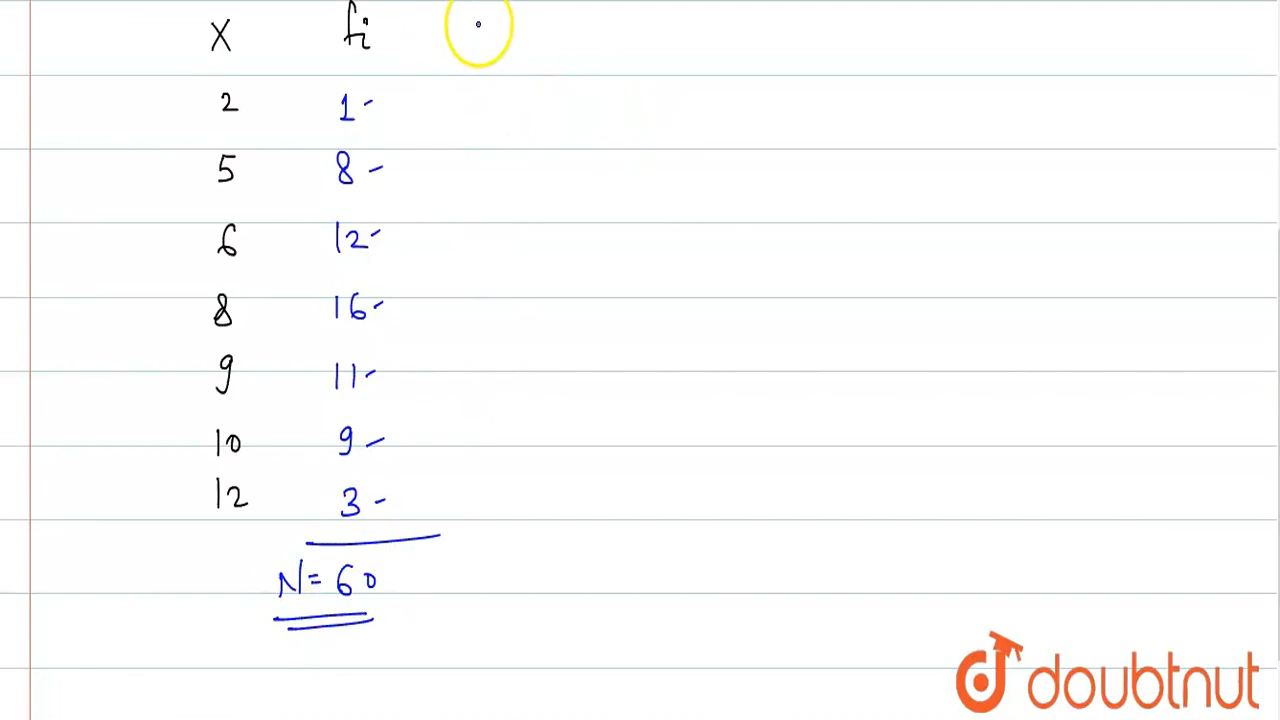 X fi
2 1-
5 8-
6 12-
8 16-
9 11-
10 9-
12 3-
N = 60
doubtnut